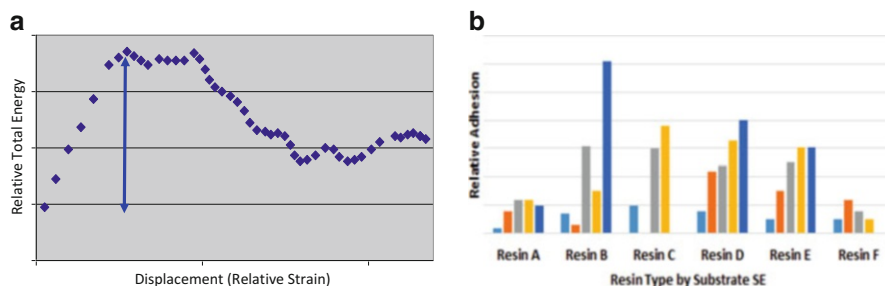 a
Relative Total Energy
Displacement (Relative Strain)
b
Relative Adhesion
Resin A Resin B Resin C Resin D Resin E Resin F
Resin Type by Substrate SE